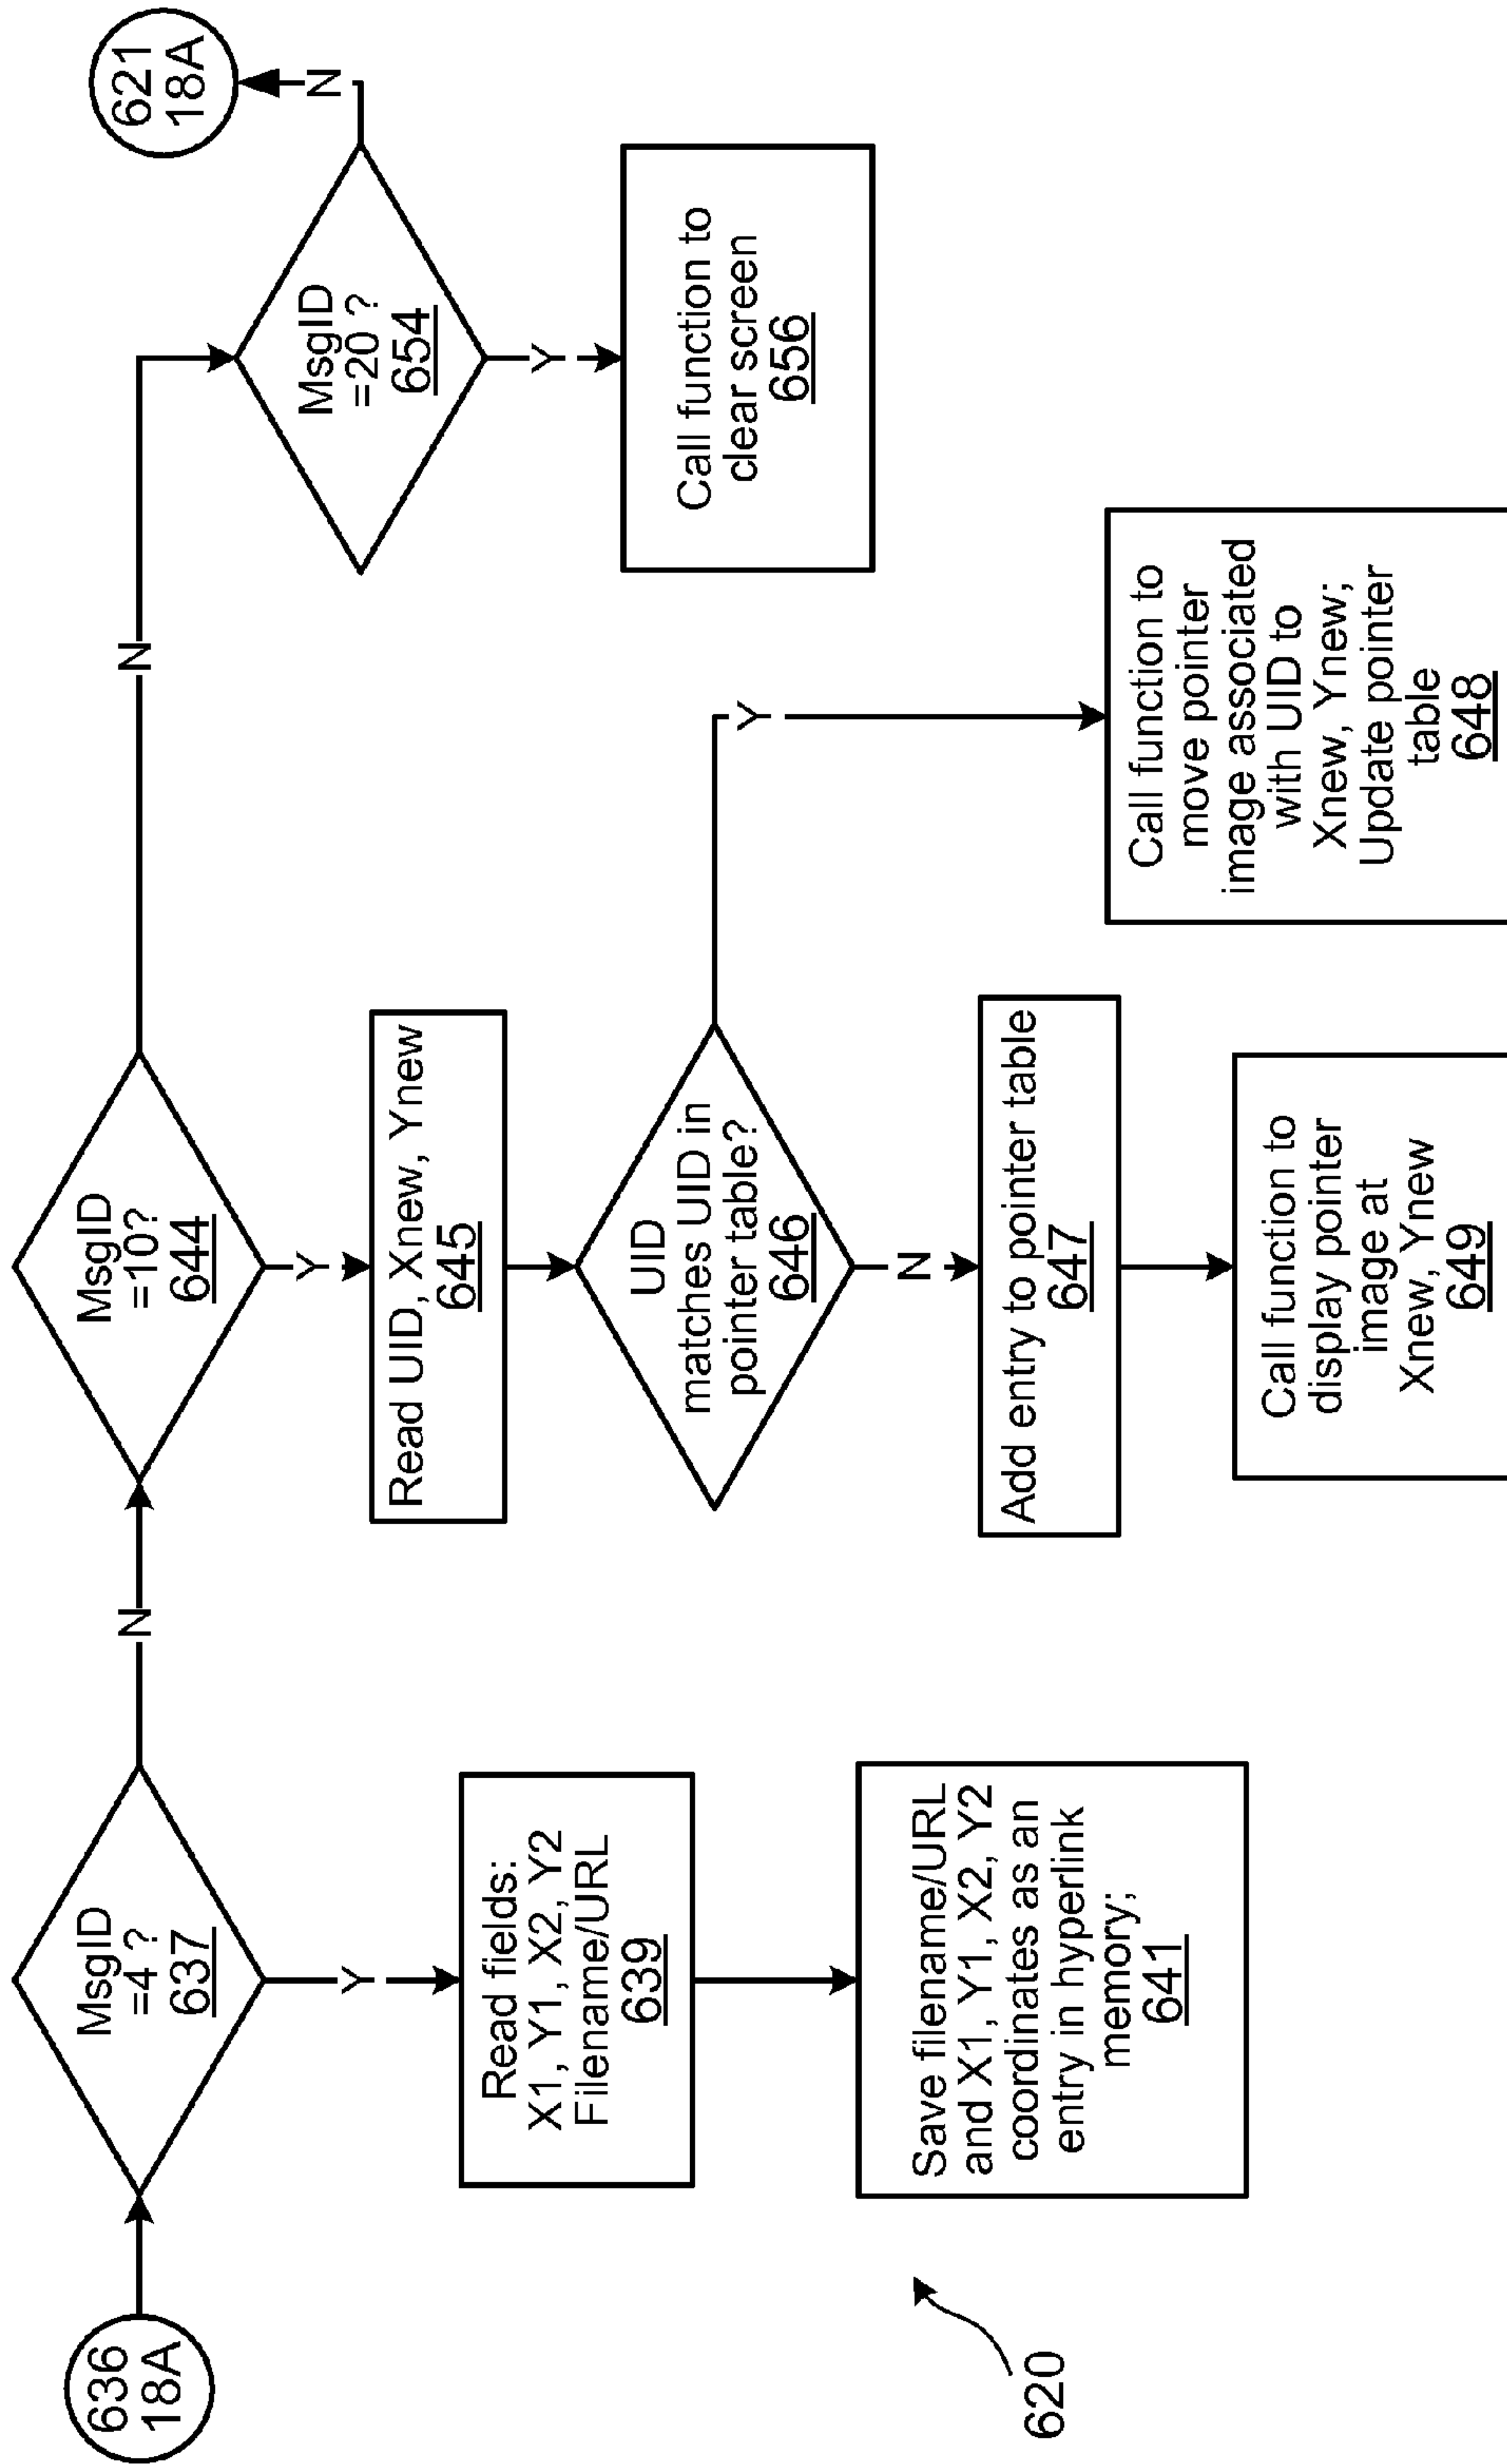 636
18A
MsgID
=4 ?
637
Y
N
Read fields:
X1, Y1, X2, Y2
Filename/URL
639
Save filename/URL
and X1, Y1, X2, Y2
coordinates as an
entry in hyperlink
memory;
641
MsgID
=10?
644
Y
N
Read UID, Xnew, Ynew
645
UID
matches UID in
pointer table?
646
N
Y
Add entry to pointer table
647
Call function to
display pointer
image at
Xnew, Ynew
649
Call function to
move pointer
image associated
with UID to
Xnew, Ynew;
Update pointer
table
648
MsgID
=20 ?
654
Y
N
Call function to
clear screen
656
621
18A
620